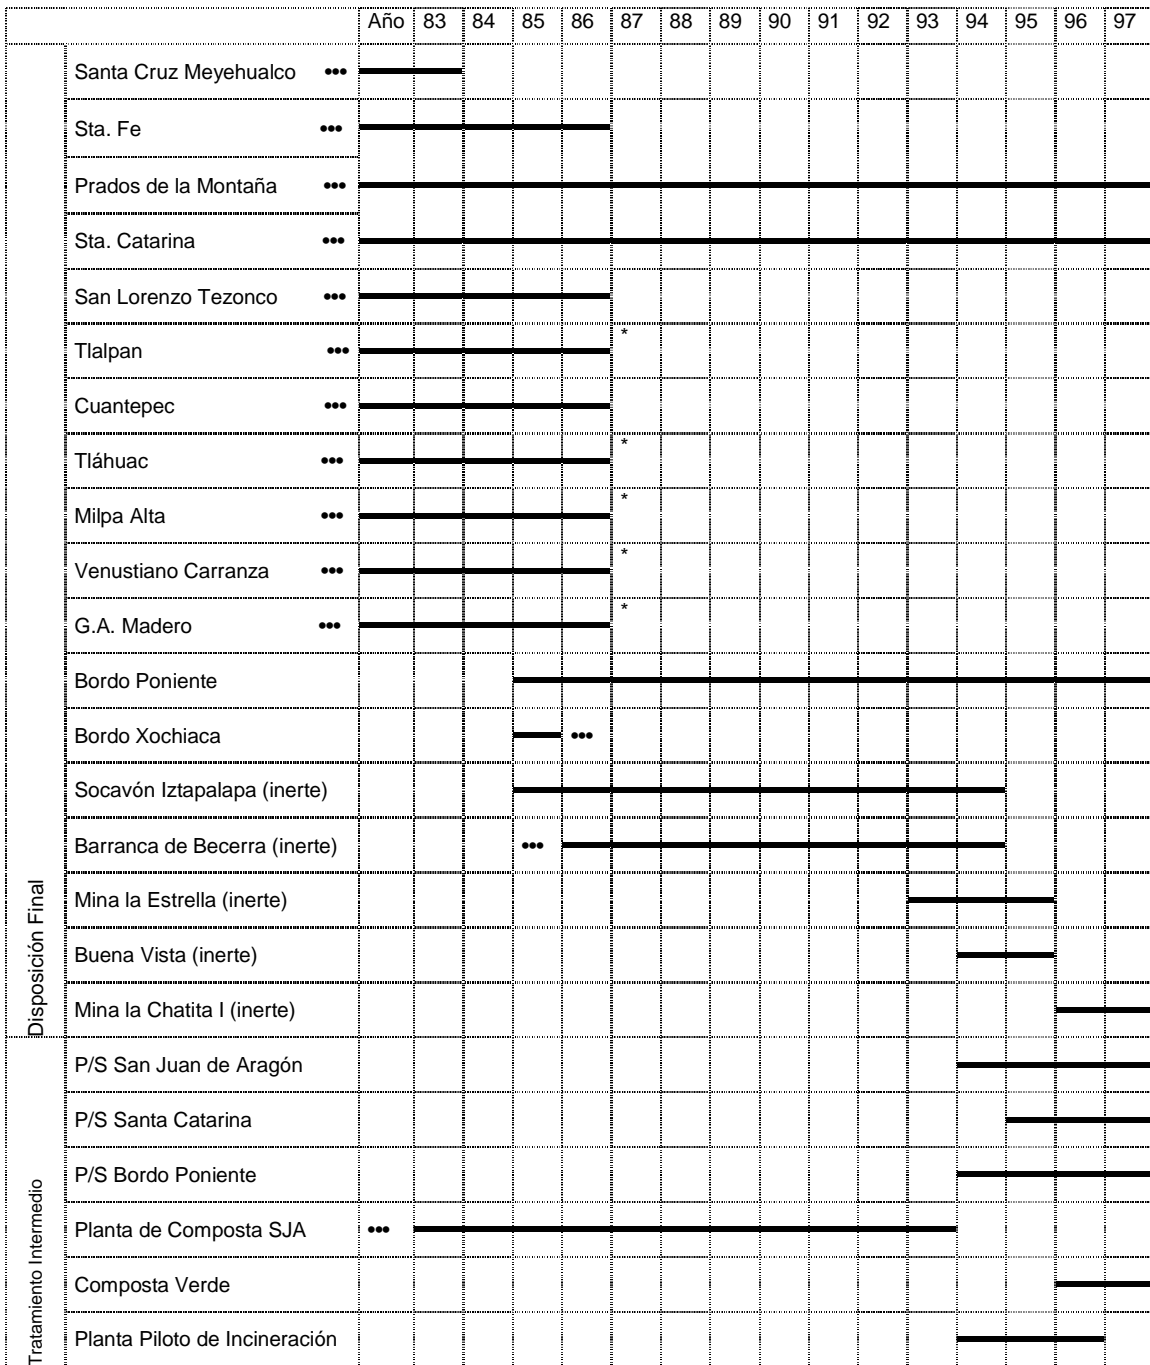 Año 83 84 85 86 87 88 89 90 91 92 93 94 95 96 97
Disposición Final
Santa Cruz Meyehualco •••
Sta. Fe •••
Prados de la Montaña •••
Sta. Catarina •••
San Lorenzo Tezonco •••
Tlalpan ••• *
Cuantepec •••
Tláhuac ••• *
Milpa Alta ••• *
Venustiano Carranza ••• *
G.A. Madero ••• *
Bordo Poniente
Bordo Xochiaca •••
Socavón Iztapalapa (inerte)
Barranca de Becerra (inerte) •••
Mina la Estrella (inerte)
Buena Vista (inerte)
Mina la Chatita I (inerte)
Tratamiento Intermedio
P/S San Juan de Aragón
P/S Santa Catarina
P/S Bordo Poniente
Planta de Composta SJA •••
Composta Verde
Planta Piloto de Incineración